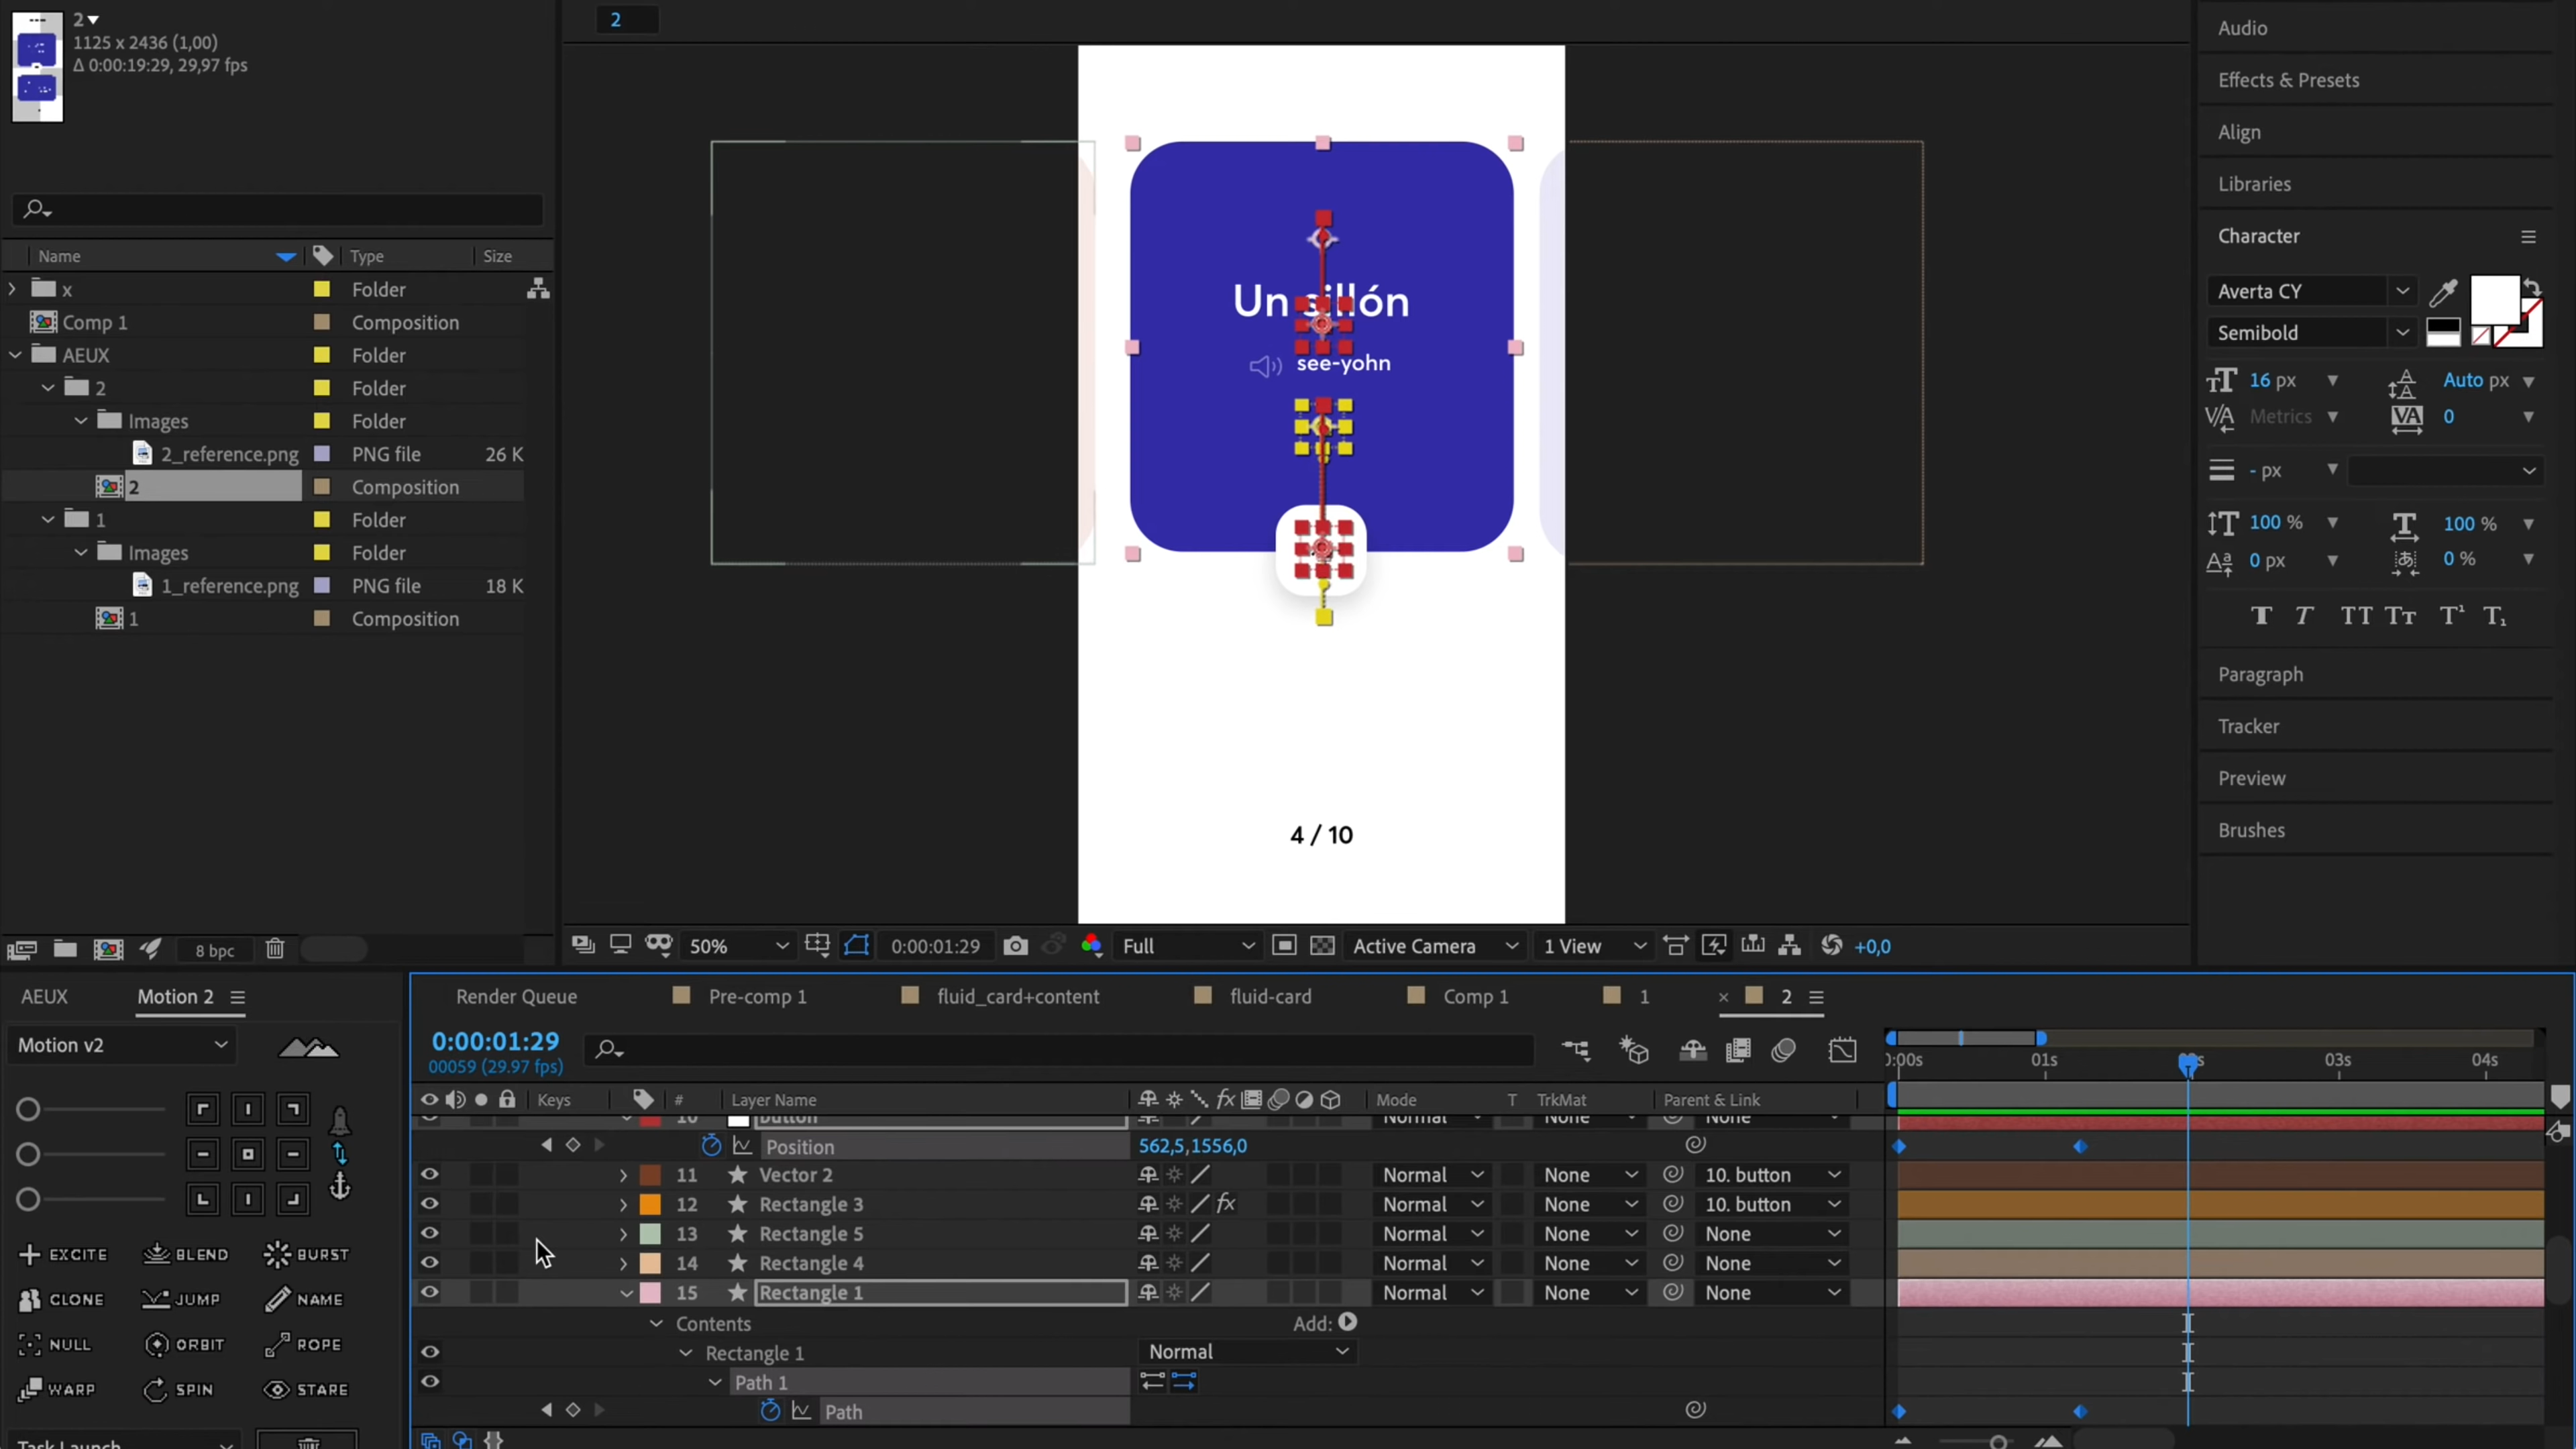 2
1125 x 2436 (1,00)
Δ 0:00:19:29, 29,97 fps
Name Type Size
x Folder
Comp 1 Composition
AEUX Folder
2 Folder
Images Folder
2_reference.png PNG file 26 K
2 Composition
1 Folder
Images Folder
1_reference.png PNG file 18 K
1 Composition
8 bpc
2
Un sillón
see-yohn
4 / 10
50% 0:00:01:29 Full Active Camera 1 View +0,0
Audio
Effects & Presets
Align
Libraries
Character
Averta CY
Semibold
16 px Auto px
Metrics 0
- px
100 % 100 %
0 px 0 %
Paragraph
Tracker
Preview
Brushes
AEUX Motion 2
Motion v2
EXCITE BLEND BURST
CLONE JUMP NAME
NULL ORBIT ROPE
WARP SPIN STARE
Task Launch
Render Queue Pre-comp 1 fluid_card+content fluid-card Comp 1 1 × 2
0:00:01:29
00059 (29.97 fps)
Keys # Layer Name Mode T TrkMat Parent & Link
10 button Normal None None
Position 562,5,1556,0
11 Vector 2 Normal None 10. button
12 Rectangle 3 fx Normal None 10. button
13 Rectangle 5 Normal None None
14 Rectangle 4 Normal None None
15 Rectangle 1 Normal None None
Contents Add:
Rectangle 1 Normal
Path 1
Path
0:00s 01s 03s 04s